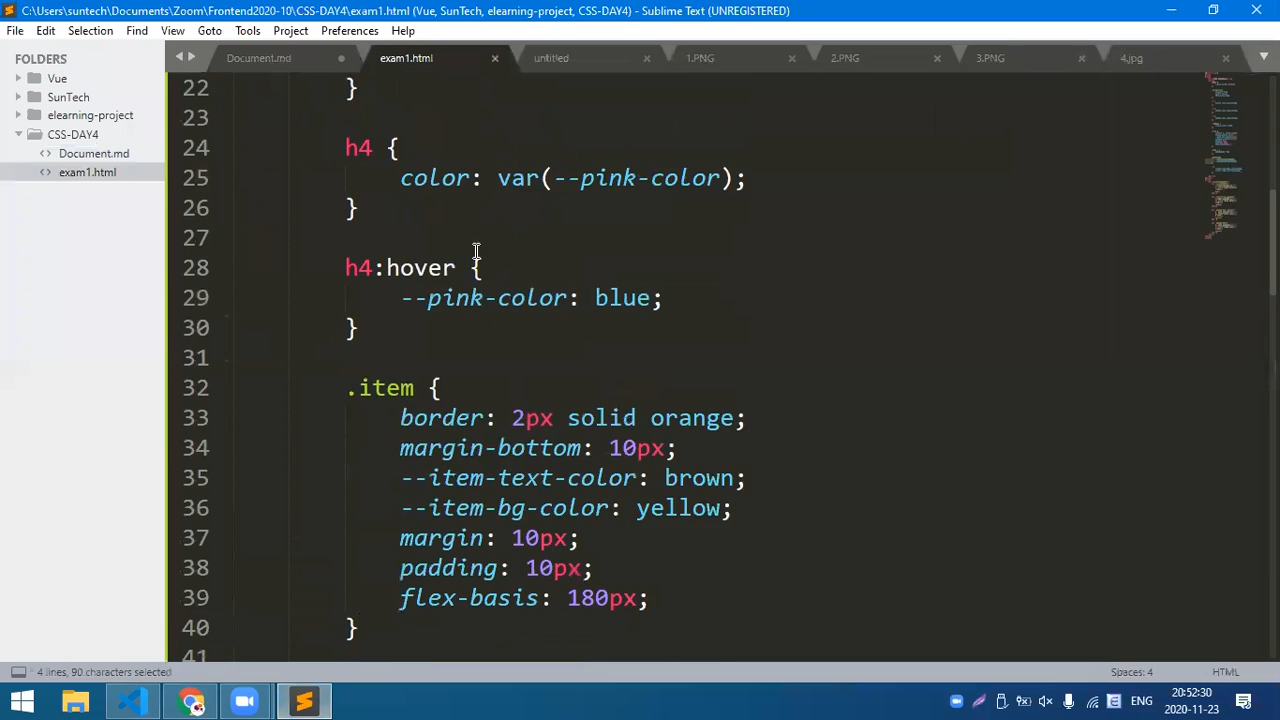 C:\Users\suntech\Documents\Zoom\Frontend2020-10\CSS-DAY4\exam1.html (Vue, SunTech, elearning-project, CSS-DAY4) - Sublime Text (UNREGISTERED)
File Edit Selection Find View Goto Tools Project Preferences Help
FOLDERS
Vue
SunTech
elearning-project
CSS-DAY4
Document.md
exam1.html
Document.md exam1.html untitled 1.PNG 2.PNG 3.PNG 4.jpg
22 }
23
24 h4 {
25 color: var(--pink-color);
26 }
27
28 h4:hover {
29 --pink-color: blue;
30 }
31
32 .item {
33 border: 2px solid orange;
34 margin-bottom: 10px;
35 --item-text-color: brown;
36 --item-bg-color: yellow;
37 margin: 10px;
38 padding: 10px;
39 flex-basis: 180px;
40 }
41
4 lines, 90 characters selected Spaces: 4 HTML
ENG 20:52:30
2020-11-23